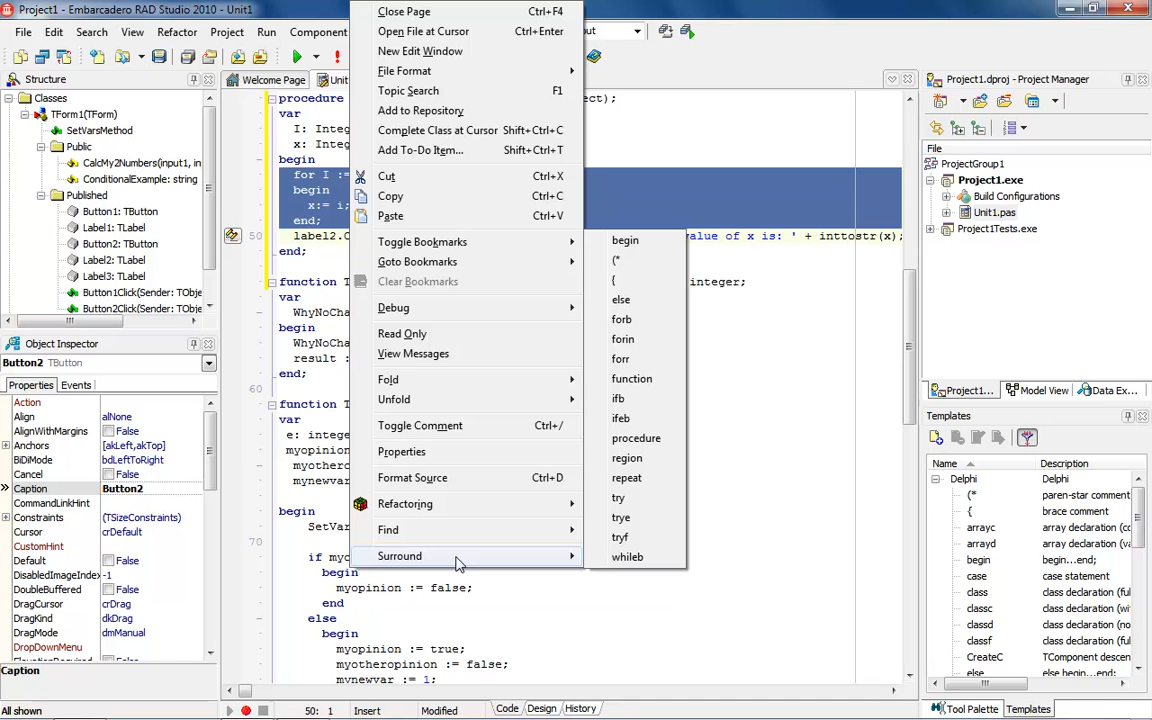 Project1 - Embarcadero RAD Studio 2010 - Unit1
File Edit Search View Refactor Project Run Component
Structure
Classes
TForm1(TForm)
SetVarsMethod
Public
CalcMy2Numbers(input1, in
ConditionalExample: string
Published
Button1: TButton
Label1: TLabel
Button2: TButton
Label2: TLabel
Label3: TLabel
Button1Click(Sender: TObje
Button2Click(Sender: TObje
Object Inspector
Button2 TButton
Properties Events
Action
Align alNone
AlignWithMargins False
Anchors [akLeft,akTop]
BiDiMode bdLeftToRight
Cancel False
Caption Button2
CommandLinkHint
Constraints (TSizeConstraints)
Cursor crDefault
CustomHint
Default False
DisabledImageIndex -1
DoubleBuffered False
DragCursor crDrag
DragKind dkDrag
DragMode dmManual
DropDownMenu
Caption
All shown
Welcome Page Unit
procedure ect);
var
I: Integ
x: Integ
begin
for I :=
begin
x:= i;
end;
50 label2.C value of x is: ' + inttostr(x);
end;
function T integer;
var
WhyNoCha
begin
WhyNoCha
result :
60 end;
function T
var
e: intege
myopinion
myotherop
mynewvar
begin
SetVar
70
if myo
begin
myopinion := false;
end
else
begin
myopinion := true;
myotheropinion := false;
mynewvar := 1;
50: 1 Insert Modified Code Design History
Close Page Ctrl+F4
Open File at Cursor Ctrl+Enter
New Edit Window
File Format
Topic Search F1
Add to Repository
Complete Class at Cursor Shift+Ctrl+C
Add To-Do Item... Shift+Ctrl+T
Cut Ctrl+X
Copy Ctrl+C
Paste Ctrl+V
Toggle Bookmarks
Goto Bookmarks
Clear Bookmarks
Debug
Read Only
View Messages
Fold
Unfold
Toggle Comment Ctrl+/
Properties
Format Source Ctrl+D
Refactoring
Find
Surround
begin
(*
{
else
forb
forin
forr
function
ifb
ifeb
procedure
region
repeat
try
trye
tryf
whileb
out
Project1.dproj - Project Manager
File
ProjectGroup1
Project1.exe
Build Configurations
Unit1.pas
Project1Tests.exe
Project1... Model View Data Ex...
Templates
Name Description
Delphi Delphi
(* paren-star comment
{ brace comment
arrayc array declaration (con
arrayd array declaration (var
begin begin...end;
case case statement
class class declaration (full
classc class declaration (with
classd class declaration (no
classf class declaration (full
CreateC TComponent descen
else else begin...end;
Tool Palette Templates